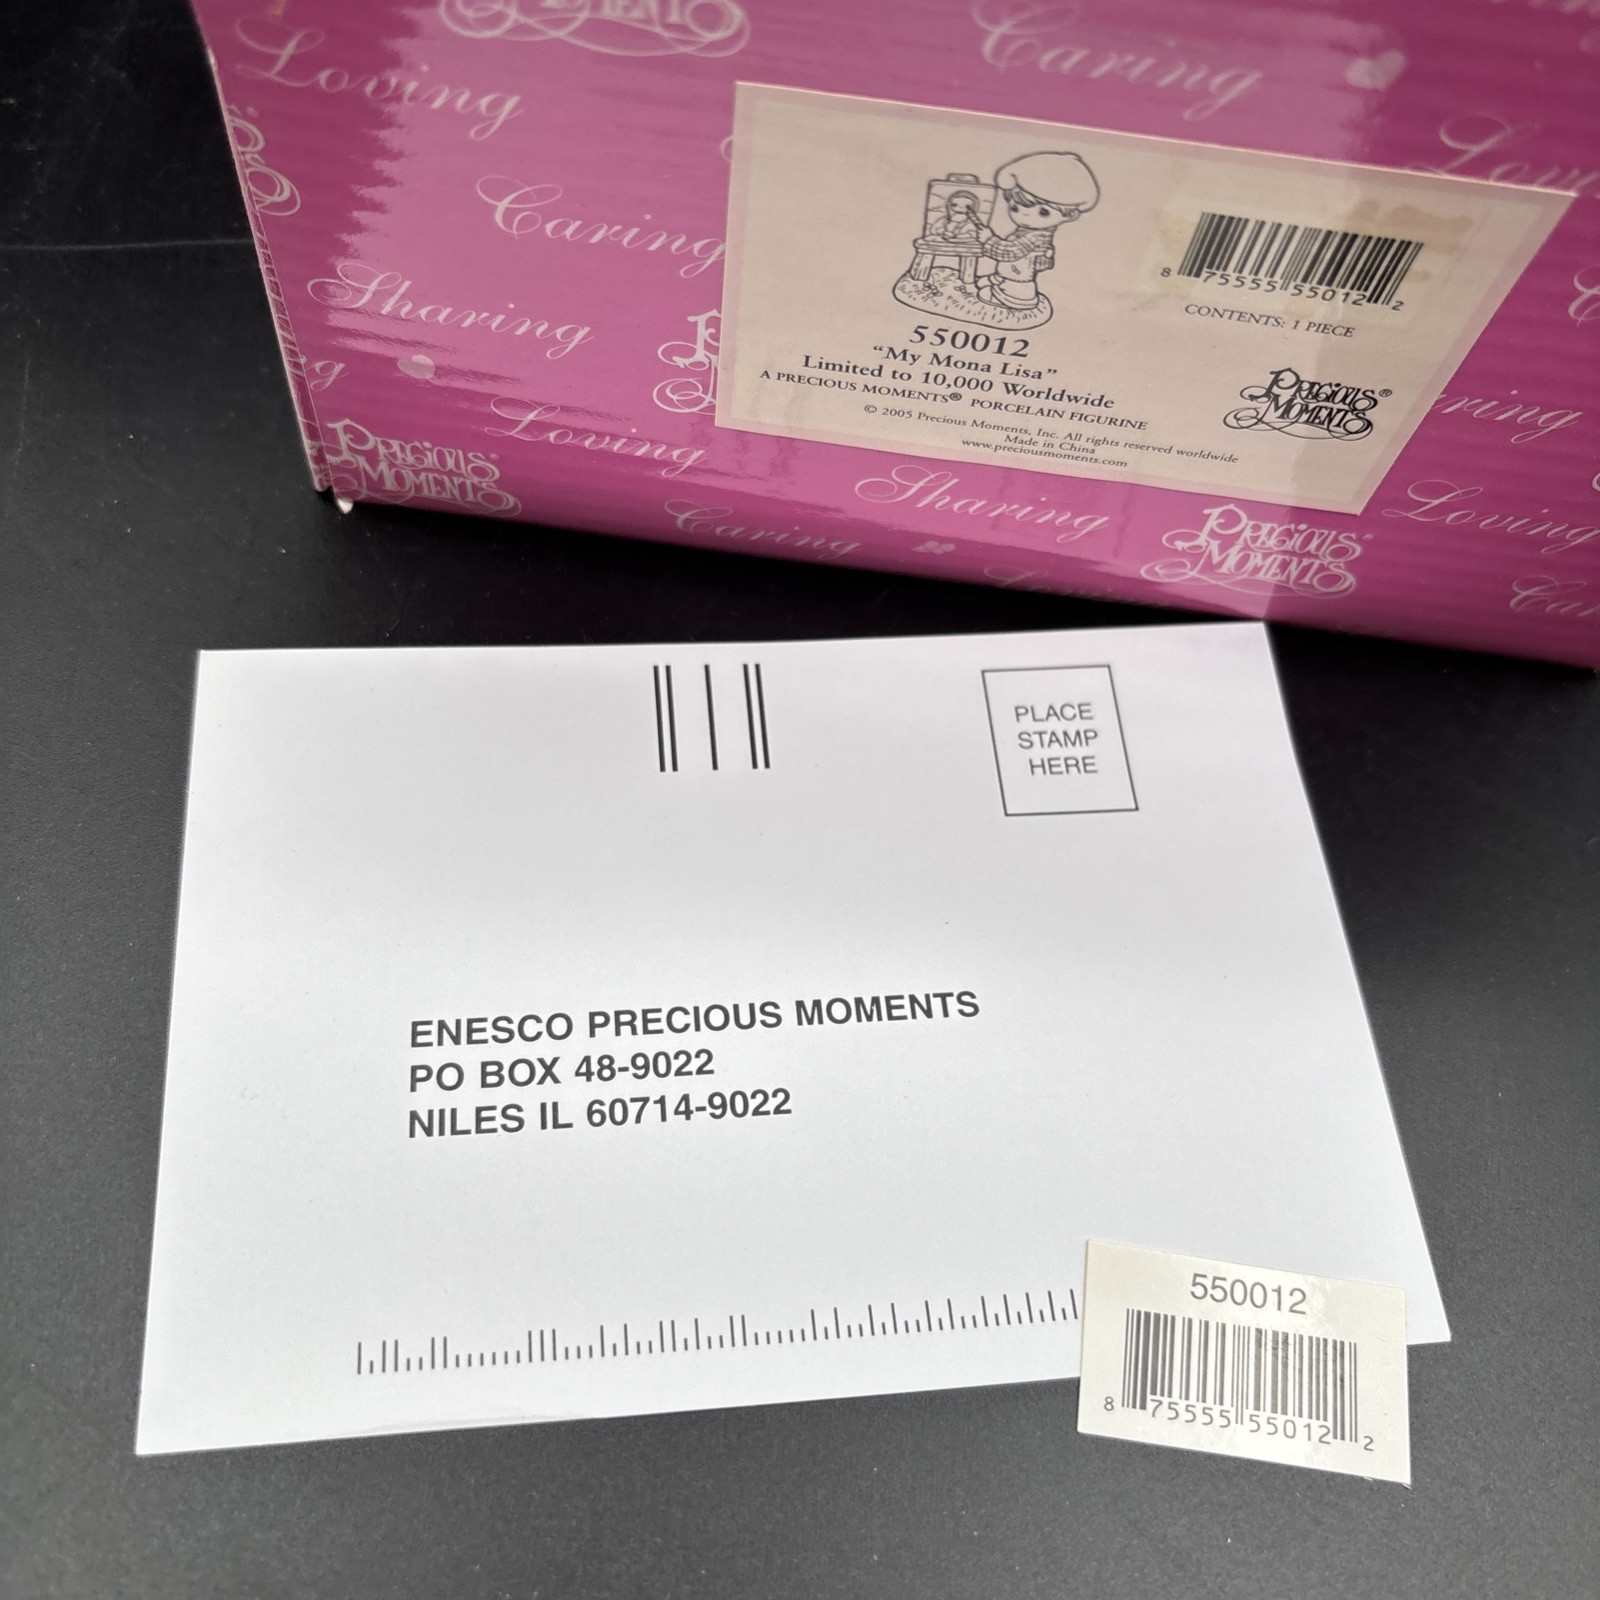 Loving
Caring
Caring
Sharing
Loving
PRECIOUS
MOMENTS
Caring
Sharing
PRECIOUS
MOMENTS
Loving
550012
"My Mona Lisa"
Limited to 10,000 Worldwide
A PRECIOUS MOMENTS® PORCELAIN FIGURINE
© 2005 Precious Moments, Inc. All rights reserved worldwide
Made in China
www.preciousmoments.com
8 75555 55012 2
CONTENTS: 1 PIECE
PRECIOUS®
MOMENTS
PLACE
STAMP
HERE
ENESCO PRECIOUS MOMENTS
PO BOX 48-9022
NILES IL 60714-9022
550012
8 75555 55012 2